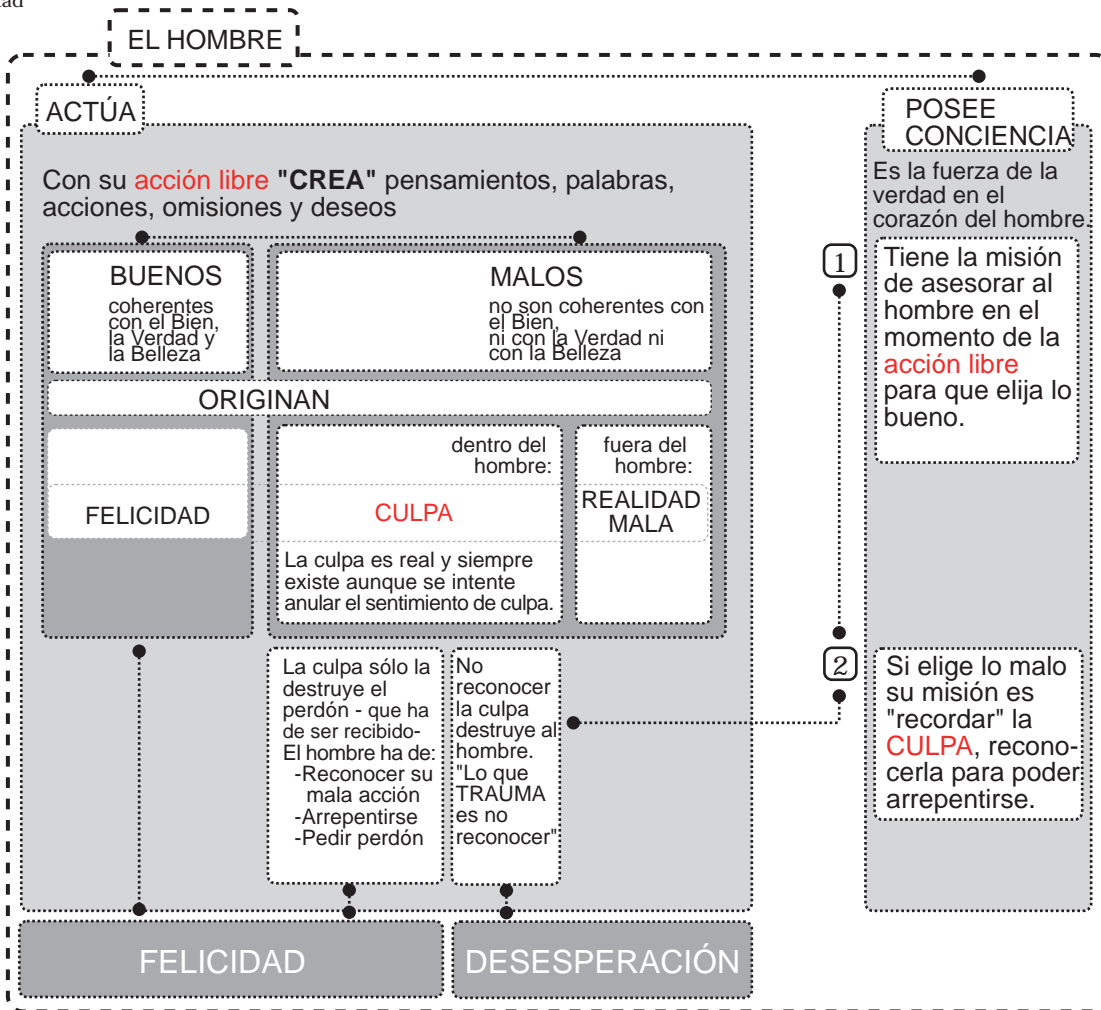 EL HOMBRE
ACTÚA
Con su acción libre "CREA" pensamientos, palabras,
acciones, omisiones y deseos
BUENOS
coherentes
con el Bien,
la Verdad y
la Belleza
MALOS
no son coherentes con
el Bien,
ni con la Verdad ni
con la Belleza
ORIGINAN
FELICIDAD
dentro del
hombre:
CULPA
La culpa es real y siempre
existe aunque se intente
anular el sentimiento de culpa.
fuera del
hombre:
REALIDAD
MALA
La culpa sólo la
destruye el
perdón - que ha
de ser recibido-
El hombre ha de:
-Reconocer su
mala acción
-Arrepentirse
-Pedir perdón
No
reconocer
la culpa
destruye al
hombre.
"Lo que
TRAUMA
es no
reconocer"
FELICIDAD
DESESPERACIÓN
POSEE
CONCIENCIA
Es la fuerza de la
verdad en el
corazón del hombre.
1
Tiene la misión
de asesorar al
hombre en el
momento de la
acción libre
para que elija lo
bueno.
2
Si elige lo malo
su misión es
"recordar" la
CULPA, recono-
cerla para poder
arrepentirse.